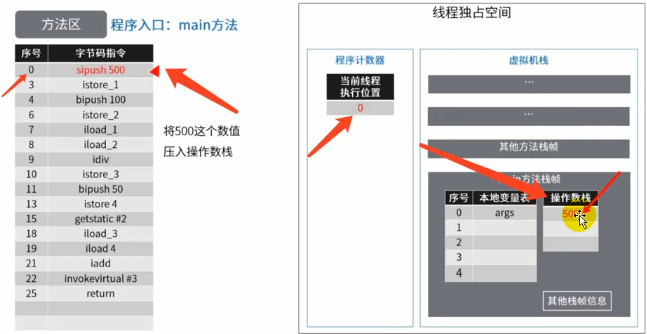 方法区 程序入口：main方法
序号 字节码指令
0 sipush 500
3 istore_1
4 bipush 100
6 istore_2
7 iload_1
8 iload_2
9 idiv
10 istore_3
11 bipush 50
13 istore 4
15 getstatic #2
18 iload_3
19 iload 4
21 iadd
22 invokevirtual #3
25 return
将500这个数值
压入操作数栈
线程独占空间
程序计数器
当前线程
执行位置
0
虚拟机栈
...
...
其他方法栈帧
main方法栈帧
序号 本地变量表 操作数栈
0 args 500
1
2
3
4
其他栈帧信息